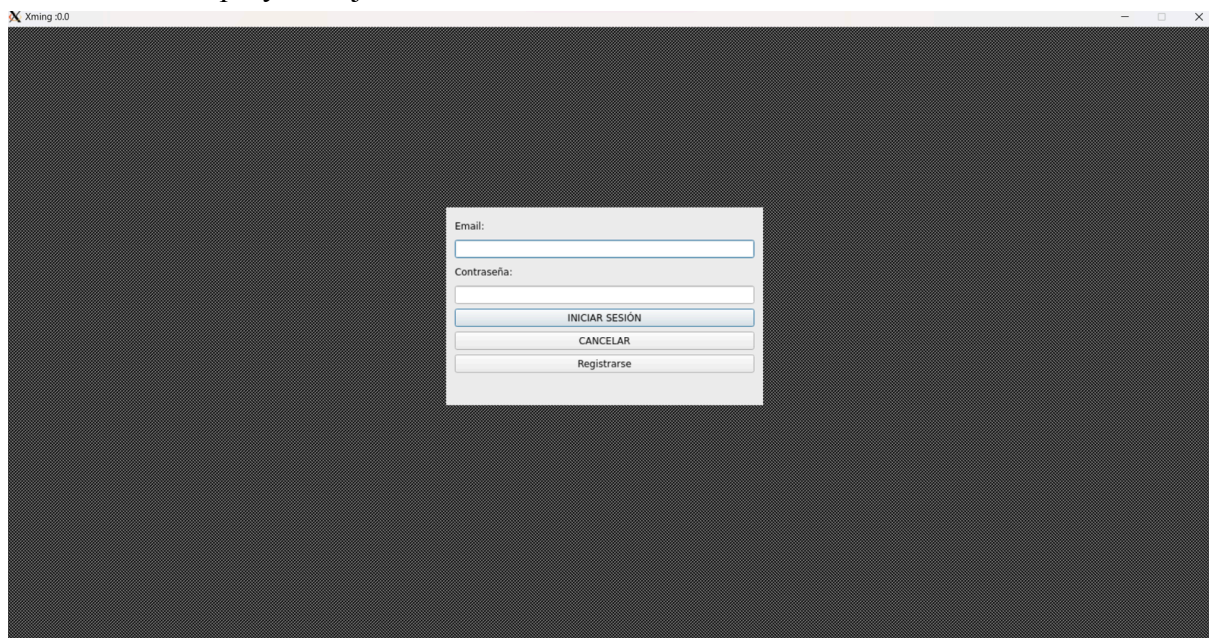 Xming :0.0
Email:
Contraseña:
INICIAR SESIÓN
CANCELAR
Registrarse